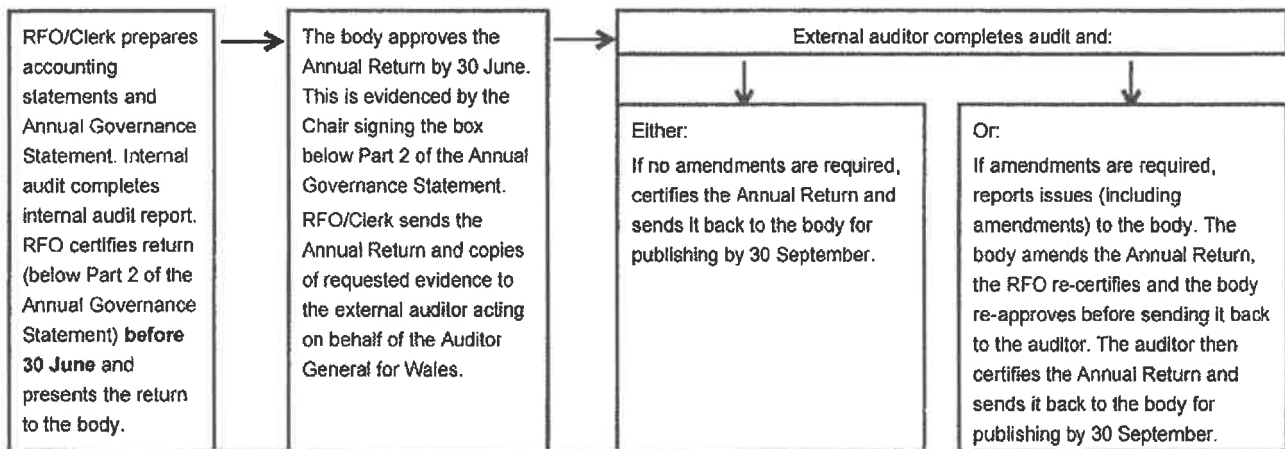 RFO/Clerk prepares
accounting
statements and
Annual Governance
Statement. Internal
audit completes
internal audit report.
RFO certifies return
(below Part 2 of the
Annual Governance
Statement) before
30 June and
presents the return
to the body.
The body approves the
Annual Return by 30 June.
This is evidenced by the
Chair signing the box
below Part 2 of the Annual
Governance Statement.
RFO/Clerk sends the
Annual Return and copies
of requested evidence to
the external auditor acting
on behalf of the Auditor
General for Wales.
External auditor completes audit and:
Either:
If no amendments are required,
certifies the Annual Return and
sends it back to the body for
publishing by 30 September.
Or:
If amendments are required,
reports issues (including
amendments) to the body. The
body amends the Annual Return,
the RFO re-certifies and the body
re-approves before sending it back
to the auditor. The auditor then
certifies the Annual Return and
sends it back to the body for
publishing by 30 September.